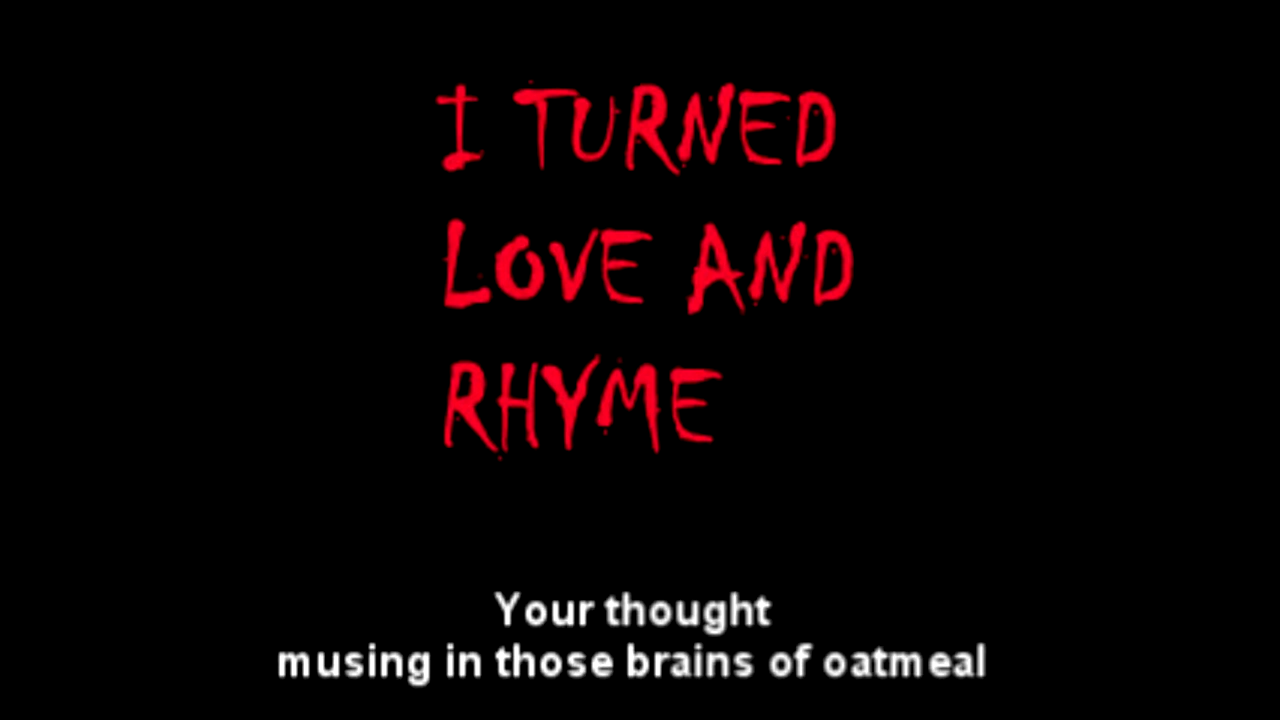 I TURNED
LOVE AND
RHYME
Your thought
musing in those brains of oatmeal